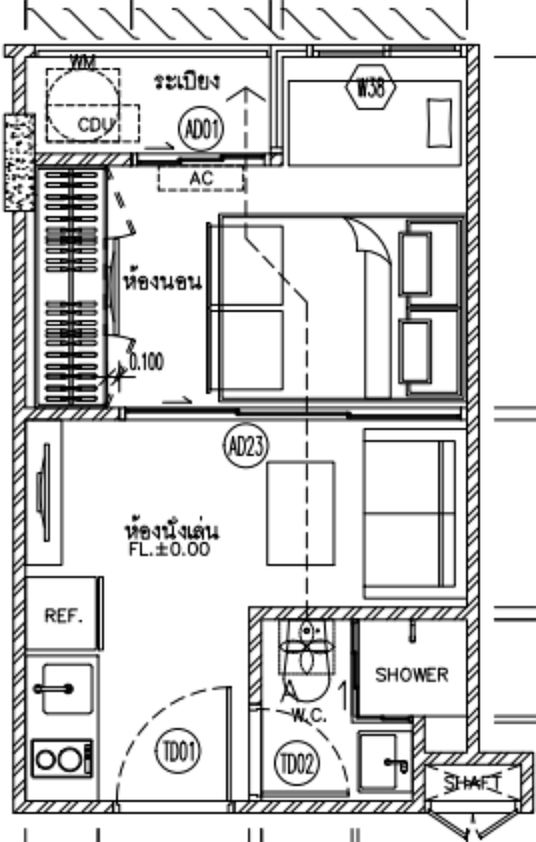 WM
ระเบียง
W38
CDU
AD01
AC
ห้องนอน
0.100
AD23
ห้องนั่งเล่น
FL.±0.00
REF.
SHOWER
W.C.
TD01
TD02
SHAFT